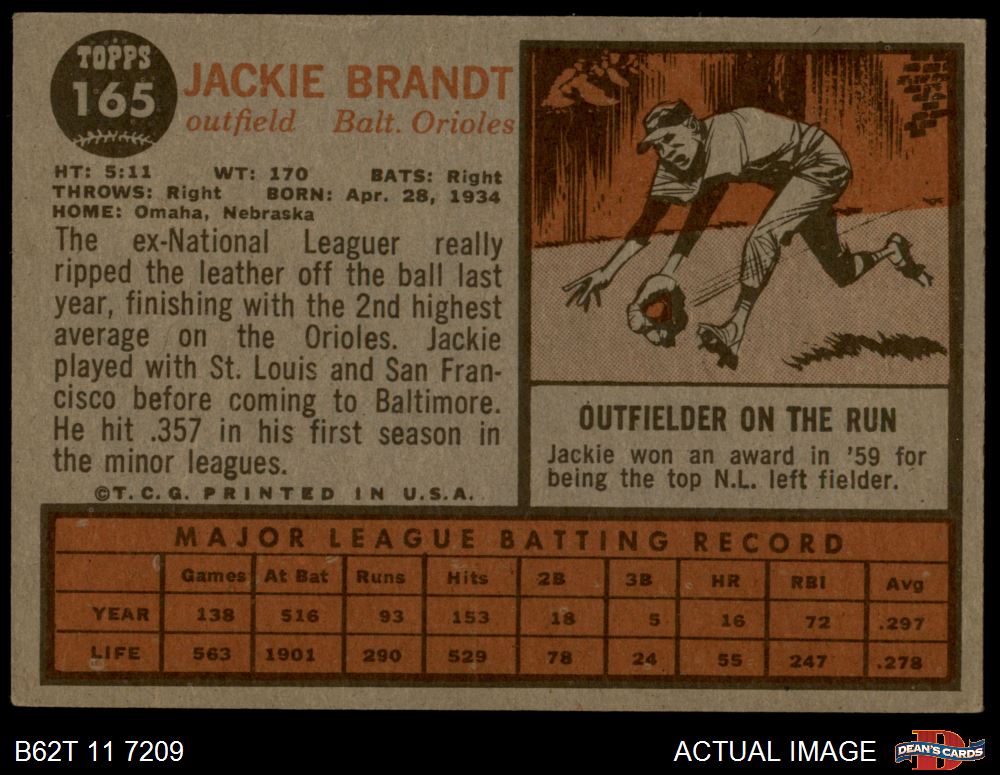 TOPPS
165
JACKIE BRANDT
outfield Balt. Orioles
HT: 5:11 WT: 170 BATS: Right
THROWS: Right BORN: Apr. 28, 1934
HOME: Omaha, Nebraska
The ex-National Leaguer really
ripped the leather off the ball last
year, finishing with the 2nd highest
average on the Orioles. Jackie
played with St. Louis and San Fran-
cisco before coming to Baltimore.
He hit .357 in his first season in
the minor leagues.
©T.C.G. PRINTED IN U.S.A.
OUTFIELDER ON THE RUN
Jackie won an award in '59 for
being the top N.L. left fielder.
MAJOR LEAGUE BATTING RECORD
Games At Bat Runs Hits 2B 3B HR RBI Avg
YEAR 138 516 93 153 18 5 16 72 .297
LIFE 563 1901 290 529 78 24 55 247 .278
B62T 11 7209 ACTUAL IMAGE DEAN'S CARDS